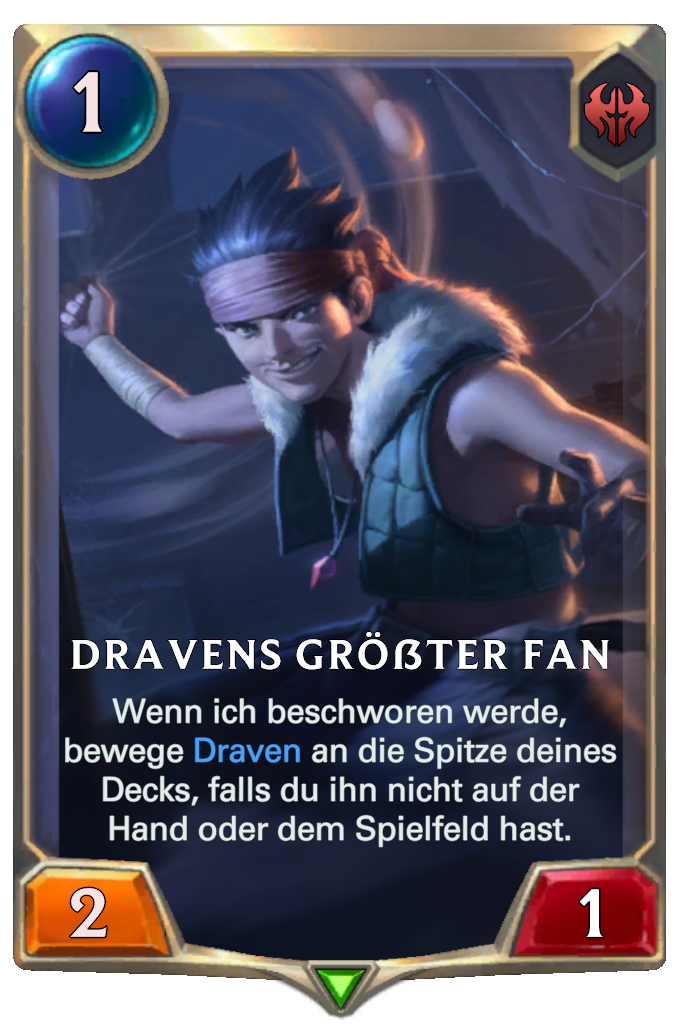 1
DRAVENS GRÖẞTER FAN
Wenn ich beschworen werde,
bewege Draven an die Spitze deines
Decks, falls du ihn nicht auf der
Hand oder dem Spielfeld hast.
2
1